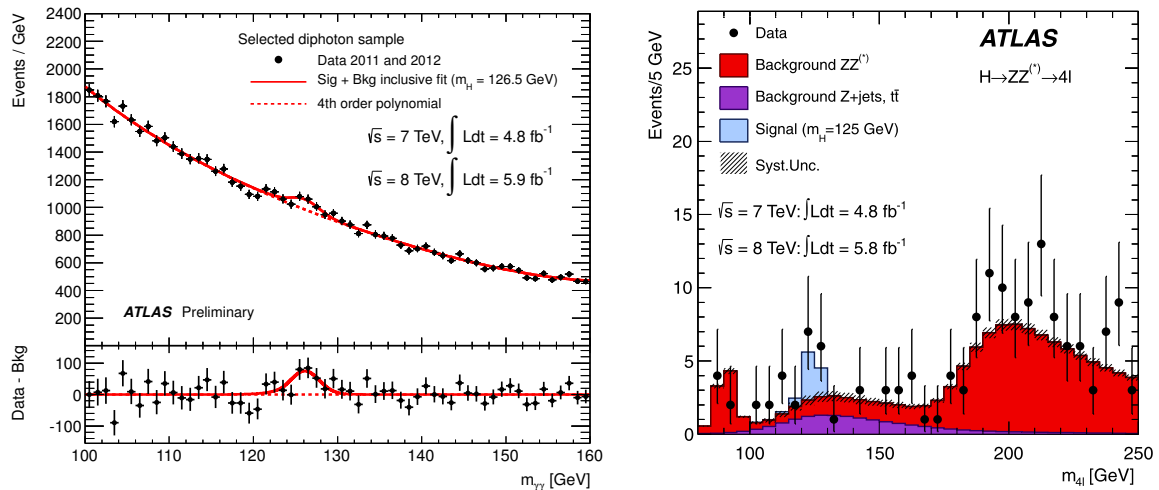 Events / GeV
2400
2200
2000
1800
1600
1400
1200
1000
800
600
400
200
Selected diphoton sample
Data 2011 and 2012
Sig + Bkg inclusive fit (m_H = 126.5 GeV)
4th order polynomial
√s = 7 TeV, ∫ Ldt = 4.8 fb⁻¹
√s = 8 TeV, ∫ Ldt = 5.9 fb⁻¹
ATLAS Preliminary
Data - Bkg
100
0
-100
100 110 120 130 140 150 160
m_γγ [GeV]
Events/5 GeV
25
20
15
10
5
0
Data
Background ZZ⁽*⁾
Background Z+jets, tt̄
Signal (m_H=125 GeV)
Syst.Unc.
ATLAS
H→ZZ⁽*⁾→4l
√s = 7 TeV: ∫Ldt = 4.8 fb⁻¹
√s = 8 TeV: ∫Ldt = 5.8 fb⁻¹
100 150 200 250
m_4l [GeV]